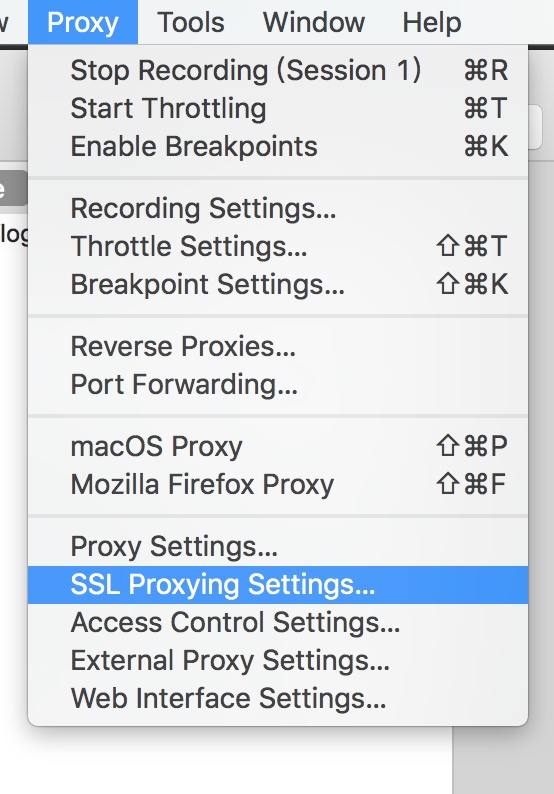 Proxy Tools Window Help
Stop Recording (Session 1) ⌘R
Start Throttling ⌘T
Enable Breakpoints ⌘K
Recording Settings...
Throttle Settings... ⇧⌘T
Breakpoint Settings... ⇧⌘K
Reverse Proxies...
Port Forwarding...
macOS Proxy ⇧⌘P
Mozilla Firefox Proxy ⇧⌘F
Proxy Settings...
SSL Proxying Settings...
Access Control Settings...
External Proxy Settings...
Web Interface Settings...